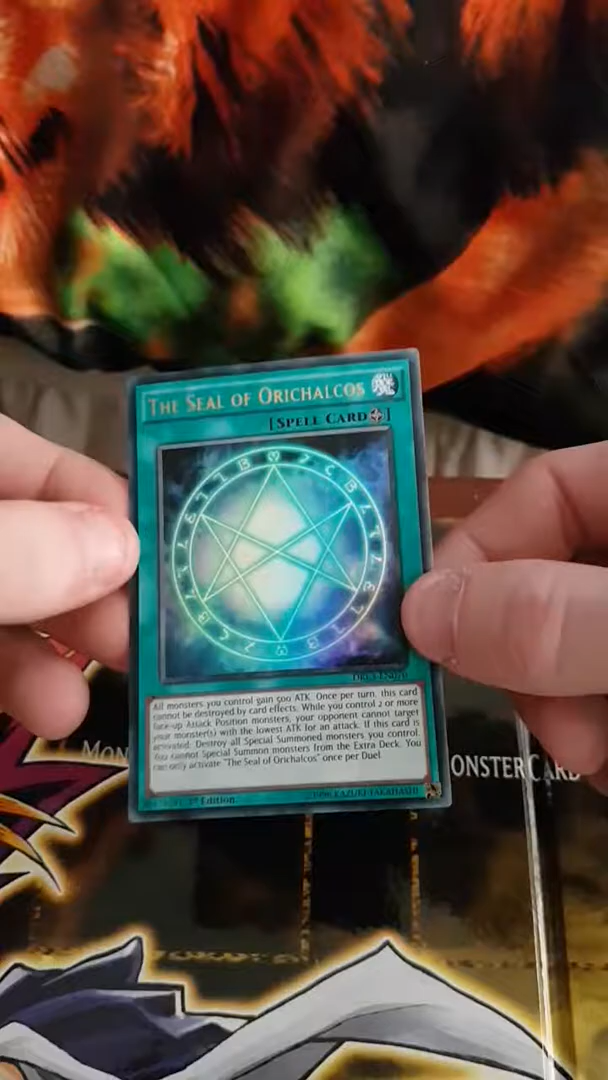 The Seal of Orichalcos
[Spell Card]
All monsters you control gain 500 ATK. Once per turn, this card
cannot be destroyed by card effects. While you control 2 or more
face-up Attack Position monsters, your opponent cannot target
your monster(s) with the lowest ATK for an attack. If this card is
activated: Destroy all Special Summoned monsters you control.
You cannot Special Summon monsters from the Extra Deck. You
can only activate "The Seal of Orichalcos" once per Duel
1st Edition
KAZUKI TAKAHASHI
Mon
onster Card